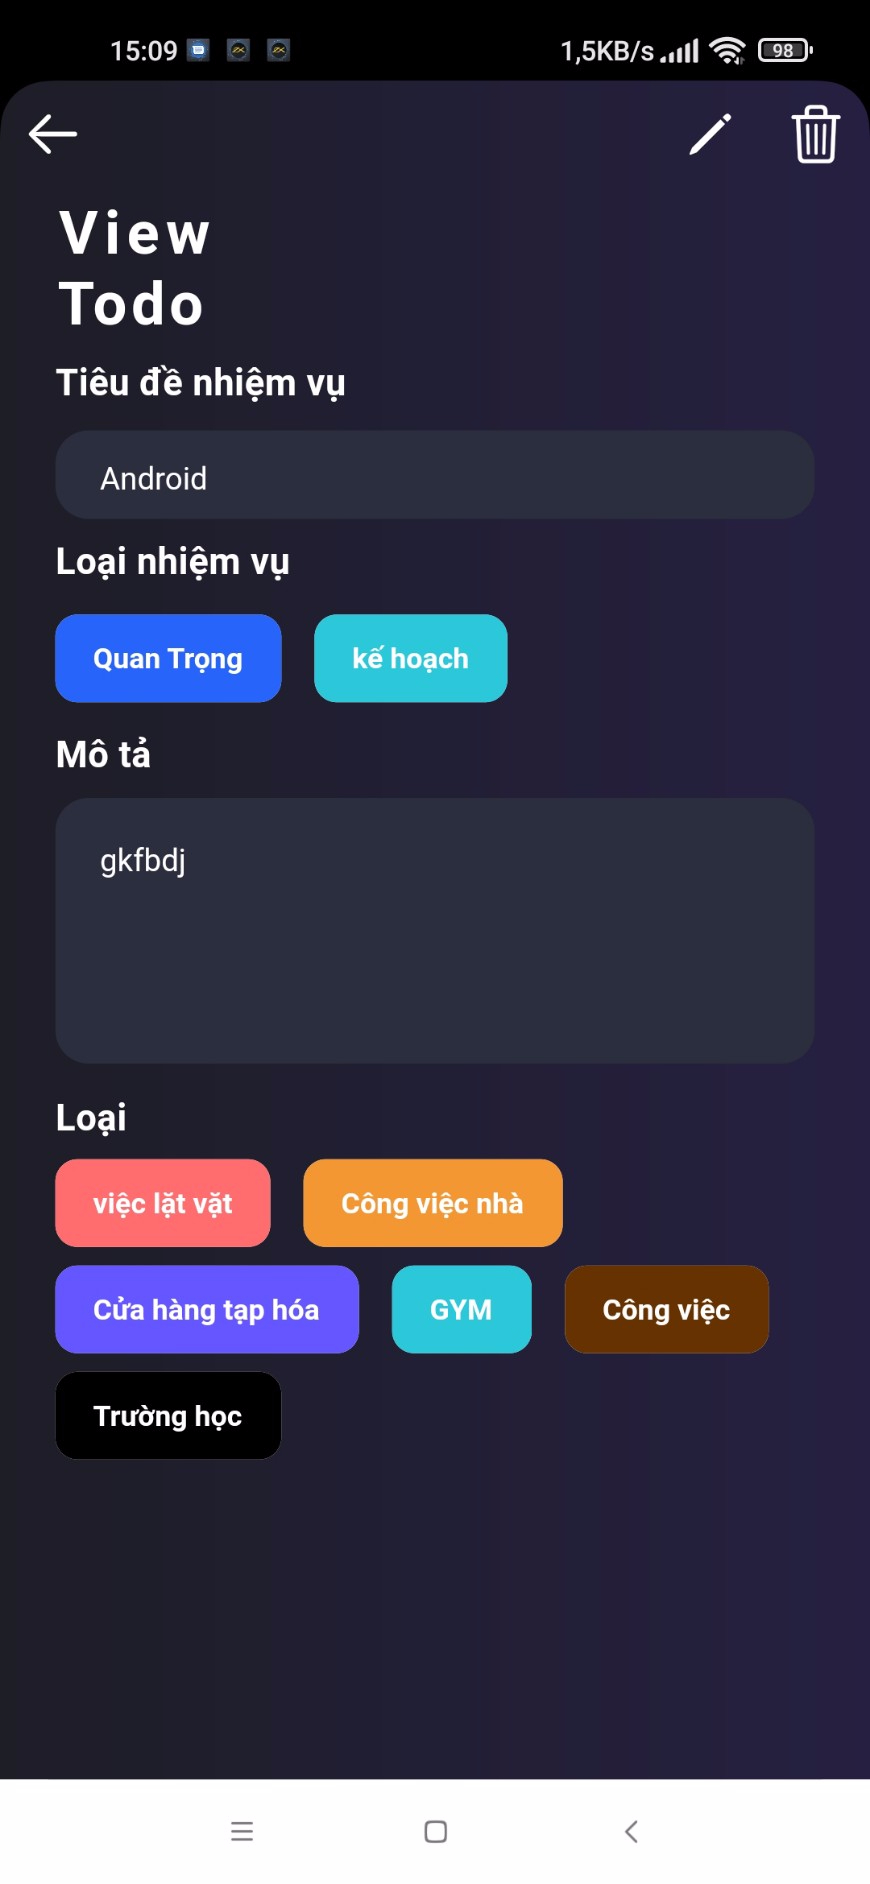 15:09 1,5KB/s 98
View
Todo
Tiêu đề nhiệm vụ
Android
Loại nhiệm vụ
Quan Trọng kế hoạch
Mô tả
gkfbdj
Loại
việc lặt vặt Công việc nhà
Cửa hàng tạp hóa GYM Công việc
Trường học